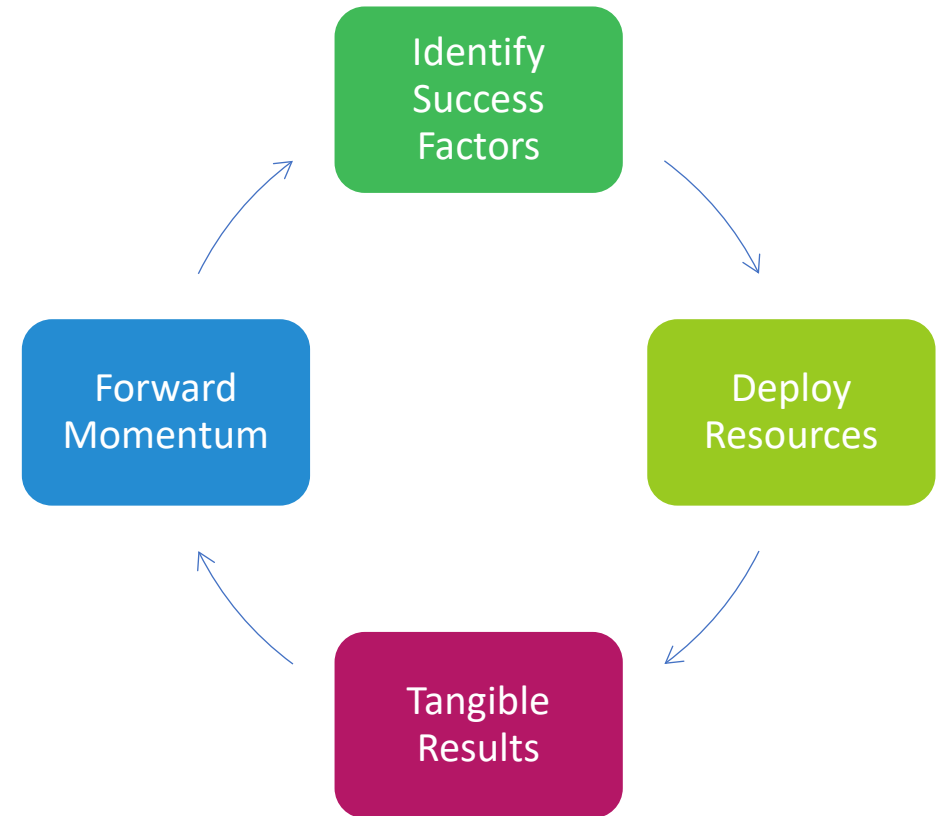 Identify
Success
Factors
Deploy
Resources
Tangible
Results
Forward
Momentum